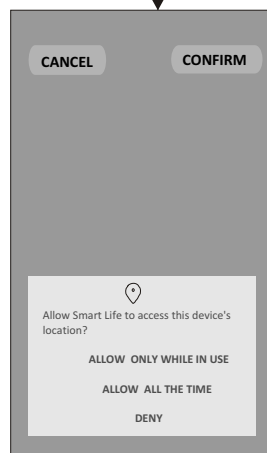 CANCEL CONFIRM
Allow Smart Life to access this device's
location?
ALLOW ONLY WHILE IN USE
ALLOW ALL THE TIME
DENY